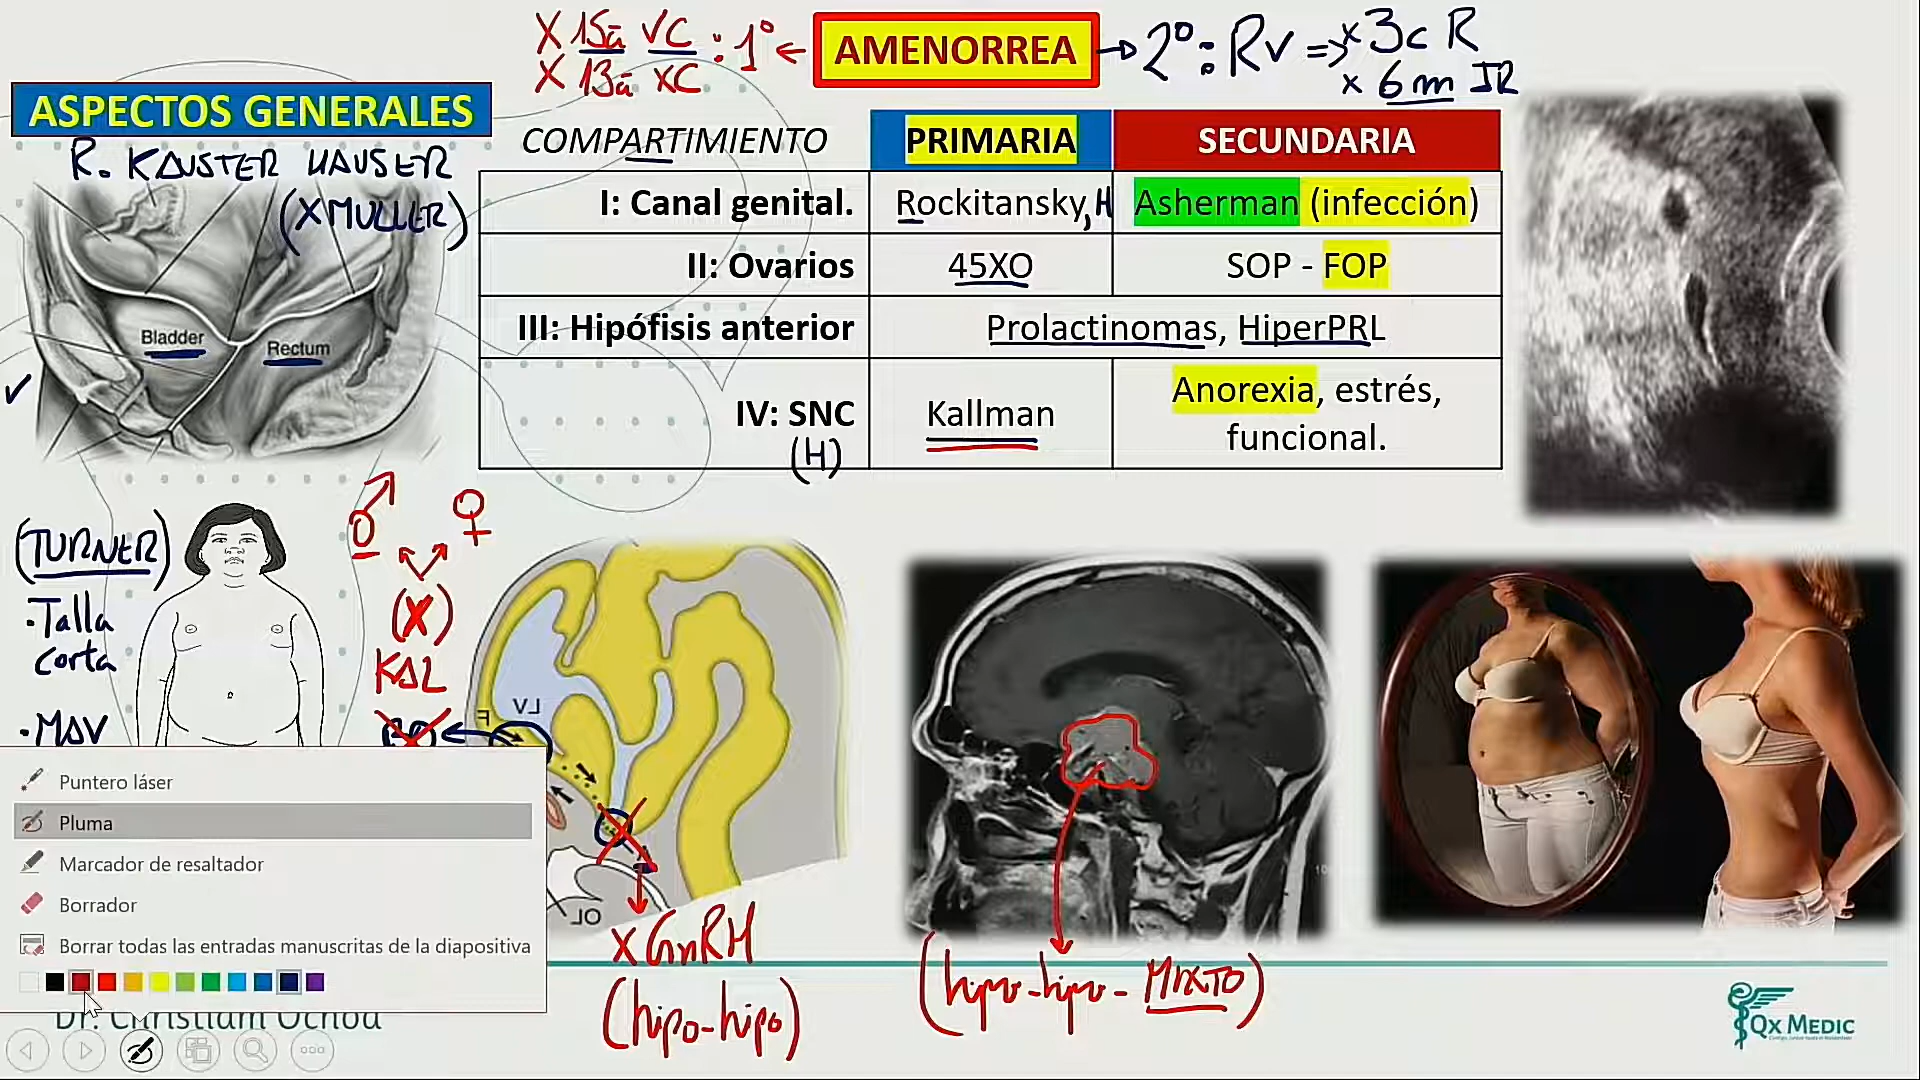 X 15a VC : 1° ← AMENORREA → 2° : Rv ⇒ x 3c R
X 13a XC
x 6m IR
ASPECTOS GENERALES
R. KAUSTER HAUSER
(X MULLER)
COMPARTIMIENTO PRIMARIA SECUNDARIA
I: Canal genital. Rockitansky, H Asherman (infección)
II: Ovarios 45XO SOP - FOP
III: Hipófisis anterior Prolactinomas, HiperPRL
IV: SNC Kallman Anorexia, estrés, funcional.
(H)
Bladder
Rectum
(TURNER)
• Talla corta
• MAV
♂ ♀
(X)
KAL
F
LV
OL
x GnRH
(hipo-hipo)
(hipo-hipo-MIXTO)
Puntero láser
Pluma
Marcador de resaltador
Borrador
Borrar todas las entradas manuscritas de la diapositiva
Dr. Christiam Ochoa
Qx MEDIC